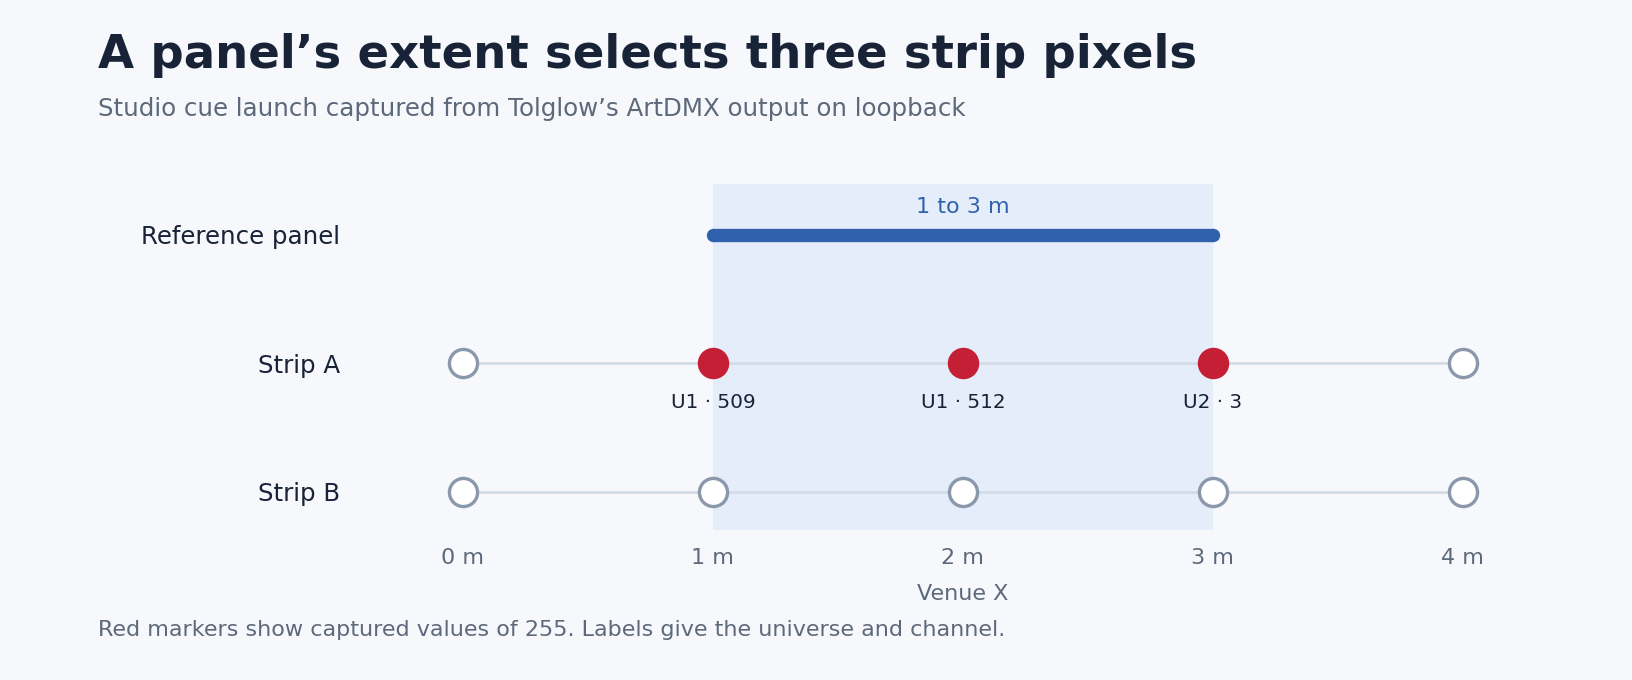 A panel’s extent selects three strip pixels
Studio cue launch captured from Tolglow’s ArtDMX output on loopback
1 to 3 m
Reference panel
Strip A
U1 · 509
U1 · 512
U2 · 3
Strip B
0 m
1 m
2 m
3 m
4 m
Venue X
Red markers show captured values of 255. Labels give the universe and channel.